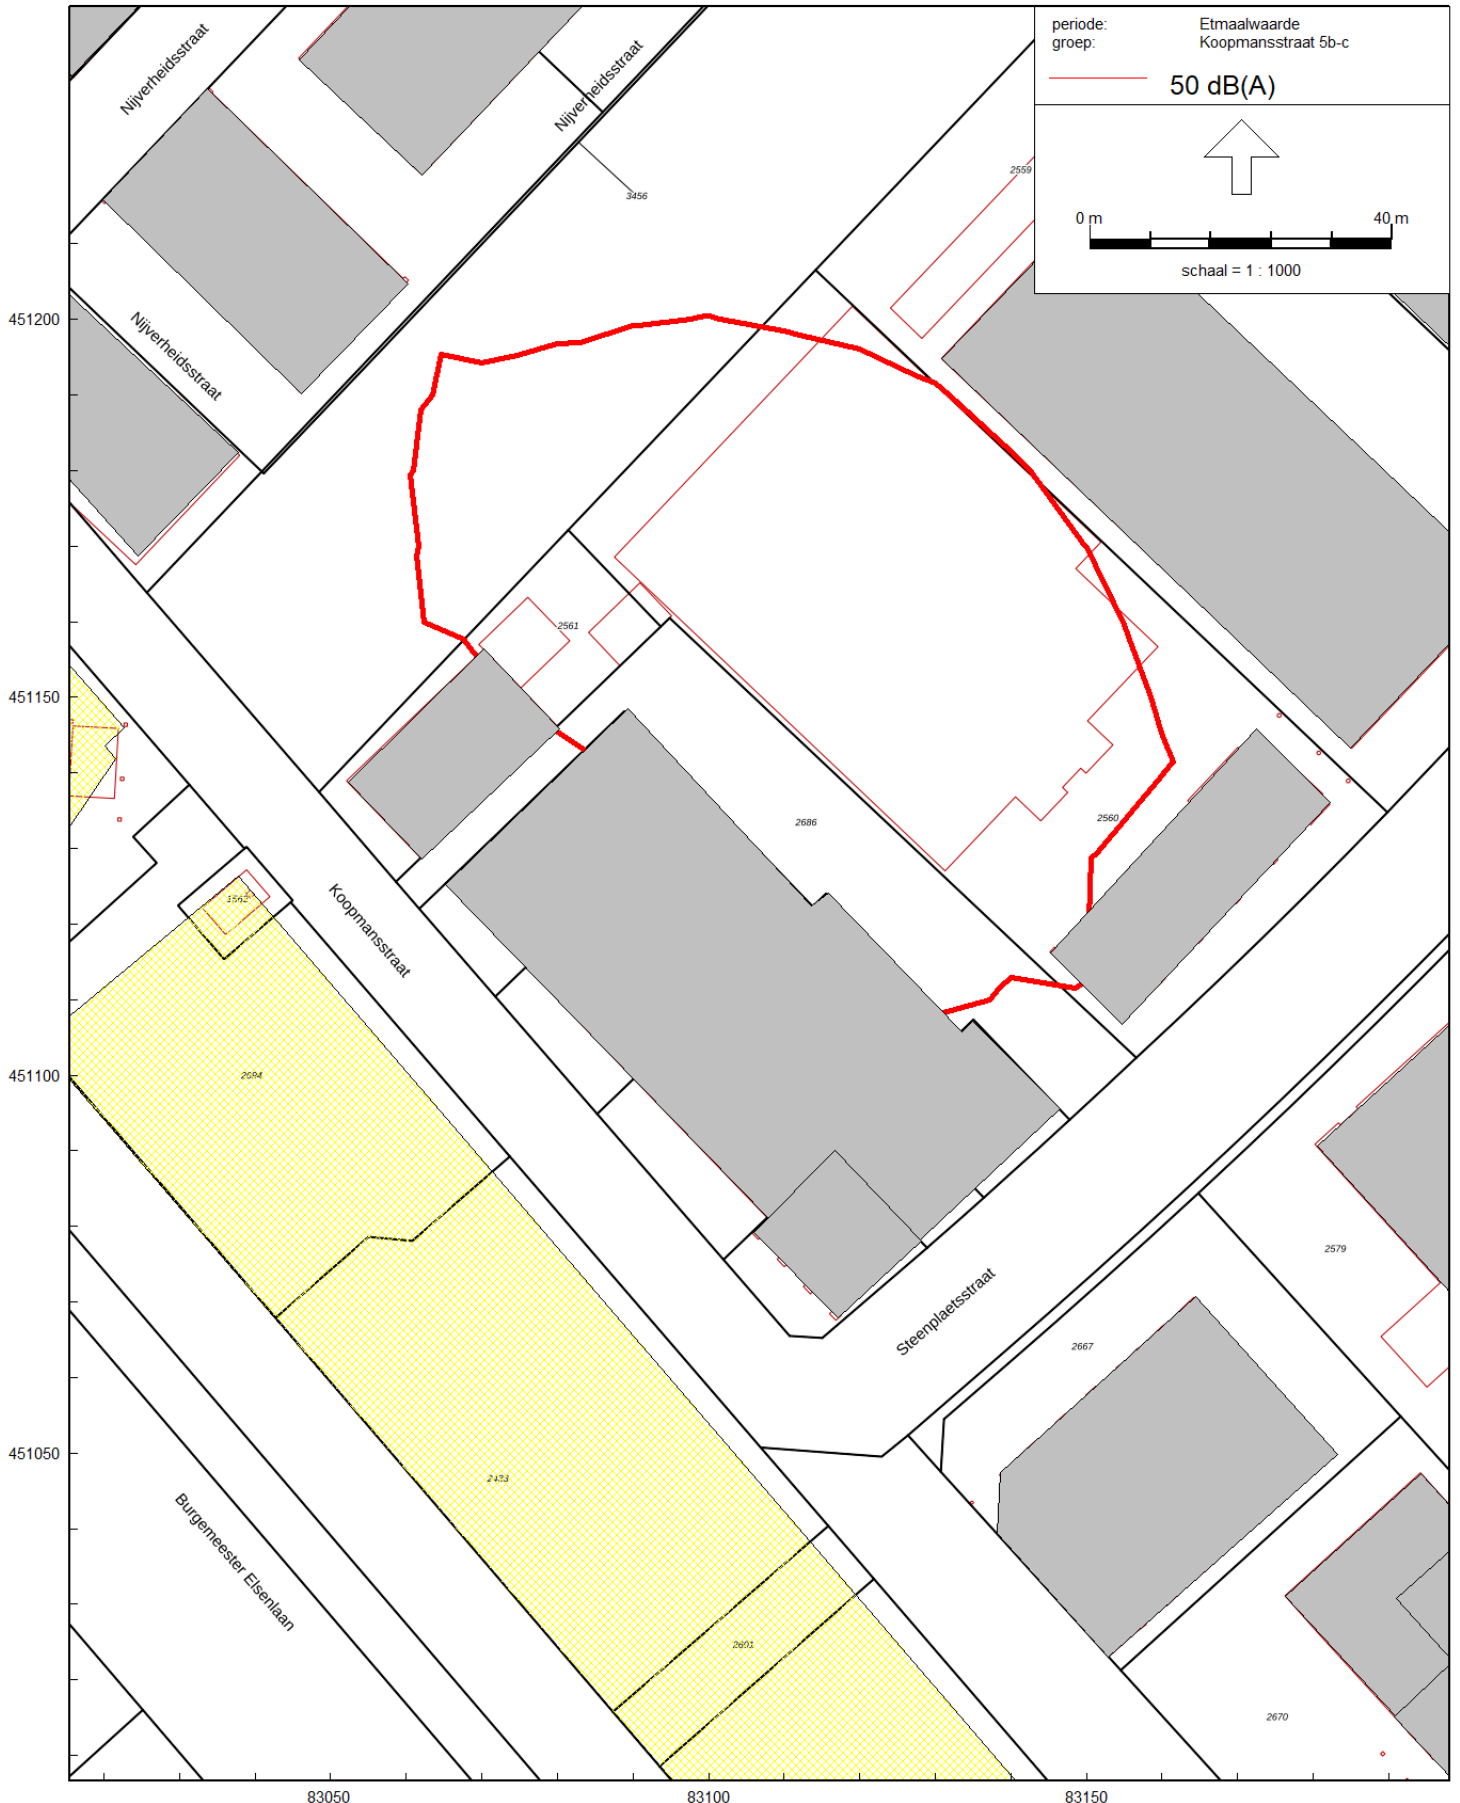 periode: Etmaalwaarde
groep: Koopmansstraat 5b-c
50 dB(A)
0 m 40 m
schaal = 1 : 1000
Nijverheidsstraat
Nijverheidsstraat
3456
2559
451200
Nijverheidsstraat
2561
451150
2686
2560
Koopmansstraat
451100
2579
Steenplaetsstraat
2667
451050
2433
Burgemeester Elsenlaan
2670
83050
83100
83150